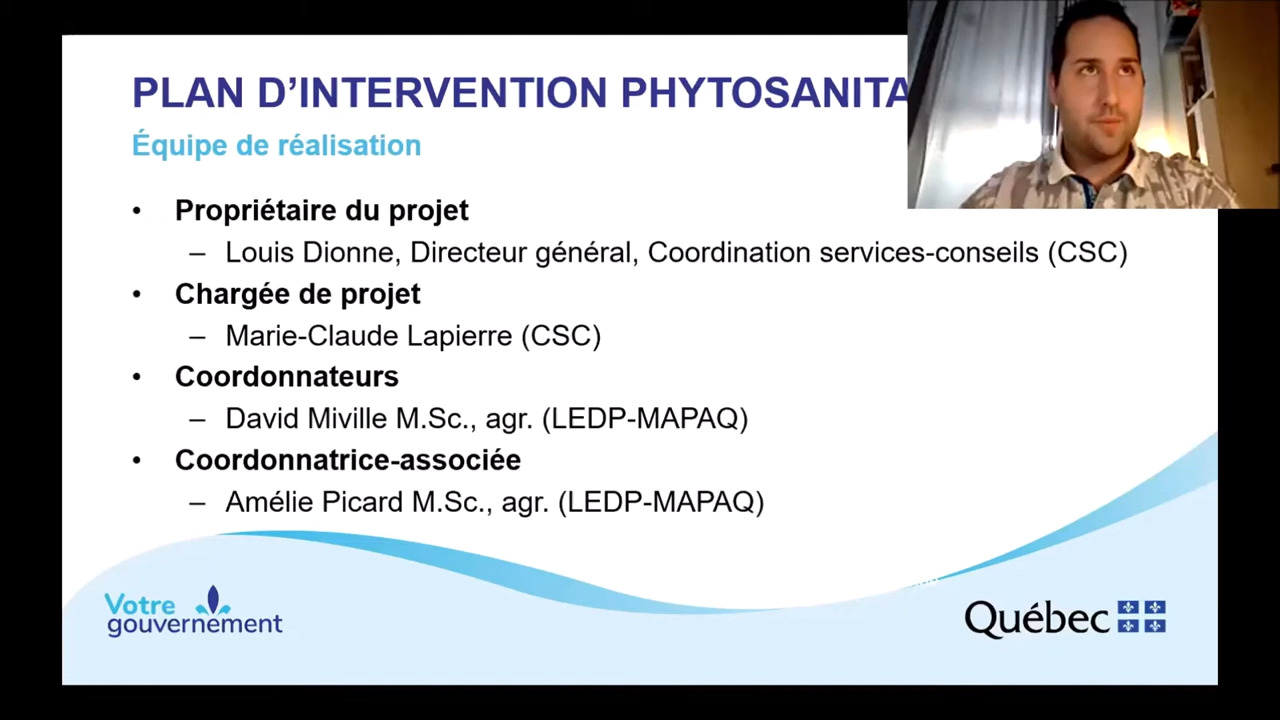 PLAN D'INTERVENTION PHYTOSANITA
Équipe de réalisation
• Propriétaire du projet
– Louis Dionne, Directeur général, Coordination services-conseils (CSC)
• Chargée de projet
– Marie-Claude Lapierre (CSC)
• Coordonnateurs
– David Miville M.Sc., agr. (LEDP-MAPAQ)
• Coordonnatrice-associée
– Amélie Picard M.Sc., agr. (LEDP-MAPAQ)
Votre
gouvernement
Québec